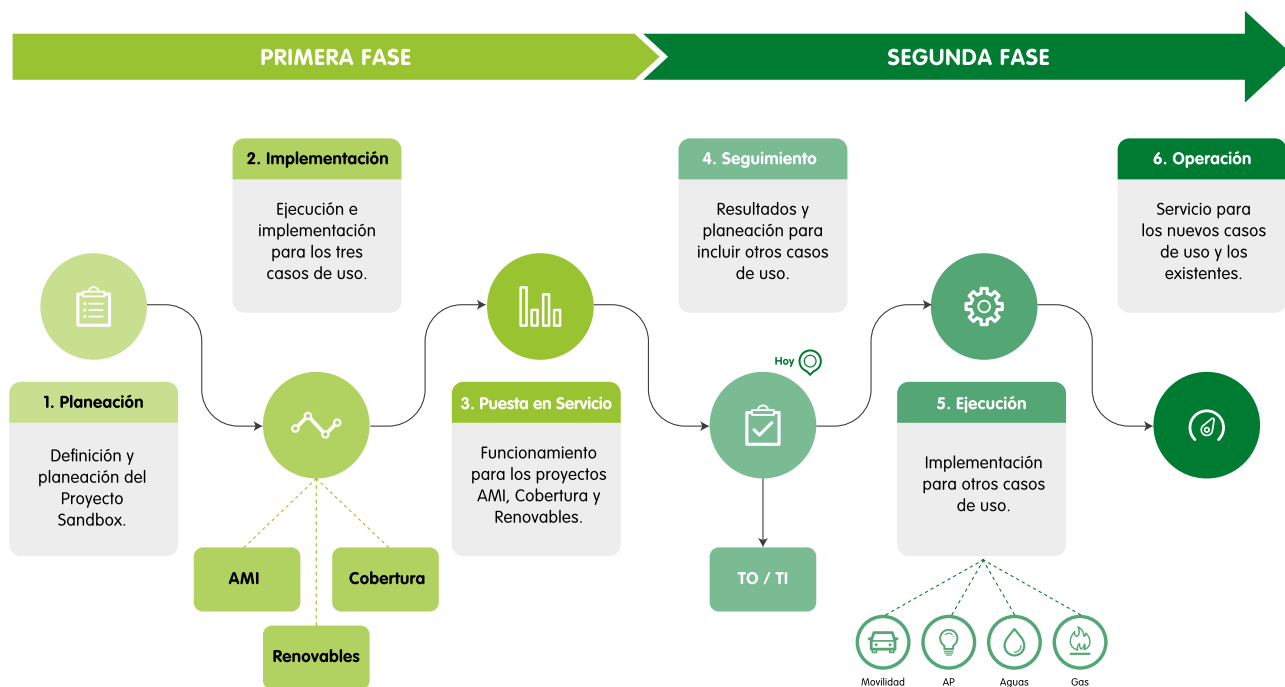 PRIMERA FASE
SEGUNDA FASE
1. Planeación
Definición y
planeación del
Proyecto
Sandbox.
2. Implementación
Ejecución e
implementación
para los tres
casos de uso.
AMI
Cobertura
Renovables
3. Puesta en Servicio
Funcionamiento
para los proyectos
AMI, Cobertura y
Renovables.
4. Seguimiento
Resultados y
planeación para
incluir otros casos
de uso.
Hoy
TO / TI
5. Ejecución
Implementación
para otros casos
de uso.
Movilidad
AP
Aguas
Gas
6. Operación
Servicio para
los nuevos casos
de uso y los
existentes.